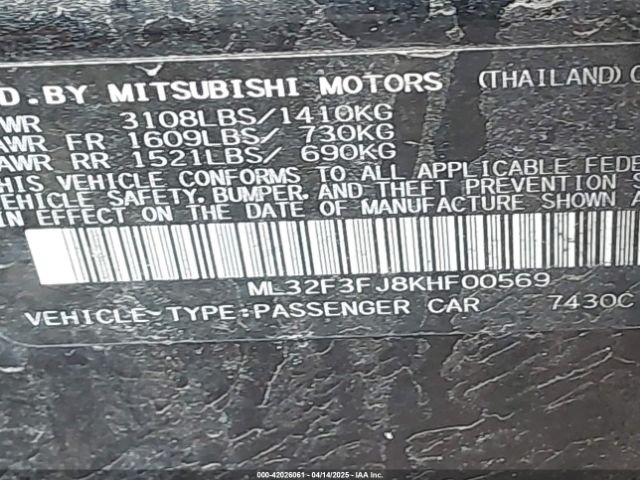 D.BY MITSUBISHI MOTORS (THAILAND) C
WR 3108LBS/1410KG
AWR FR 1609LBS/ 730KG
AWR RR 1521LBS/ 690KG
HIS VEHICLE CONFORMS TO ALL APPLICABLE FEDE
EHICLE SAFETY, BUMPER, AND THEFT PREVENTION S
IN EFFECT ON THE DATE OF MANUFACTURE SHOWN A
ML32F3FJ8KHF00569
VEHICLE-TYPE:PASSENGER CAR 7430C
000-42026061 - 04/14/2025 - IAA Inc.